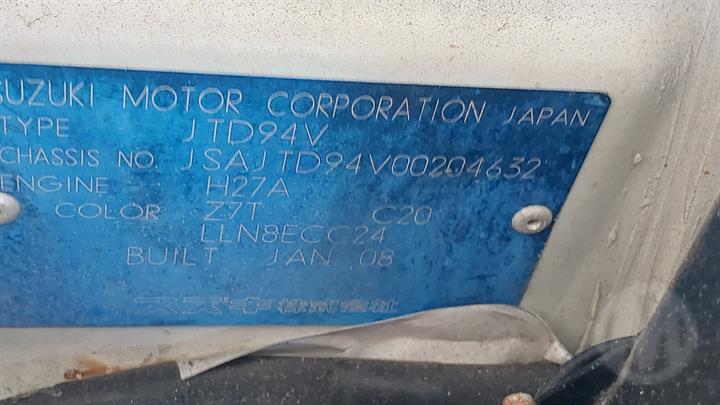 SUZUKI MOTOR CORPORATION JAPAN
TYPE JTD94V
CHASSIS NO. JSAJTD94V00204632
ENGINE H27A
COLOR Z7T C20
LLN8ECC24
BUILT JAN 08
スズキ株式会社